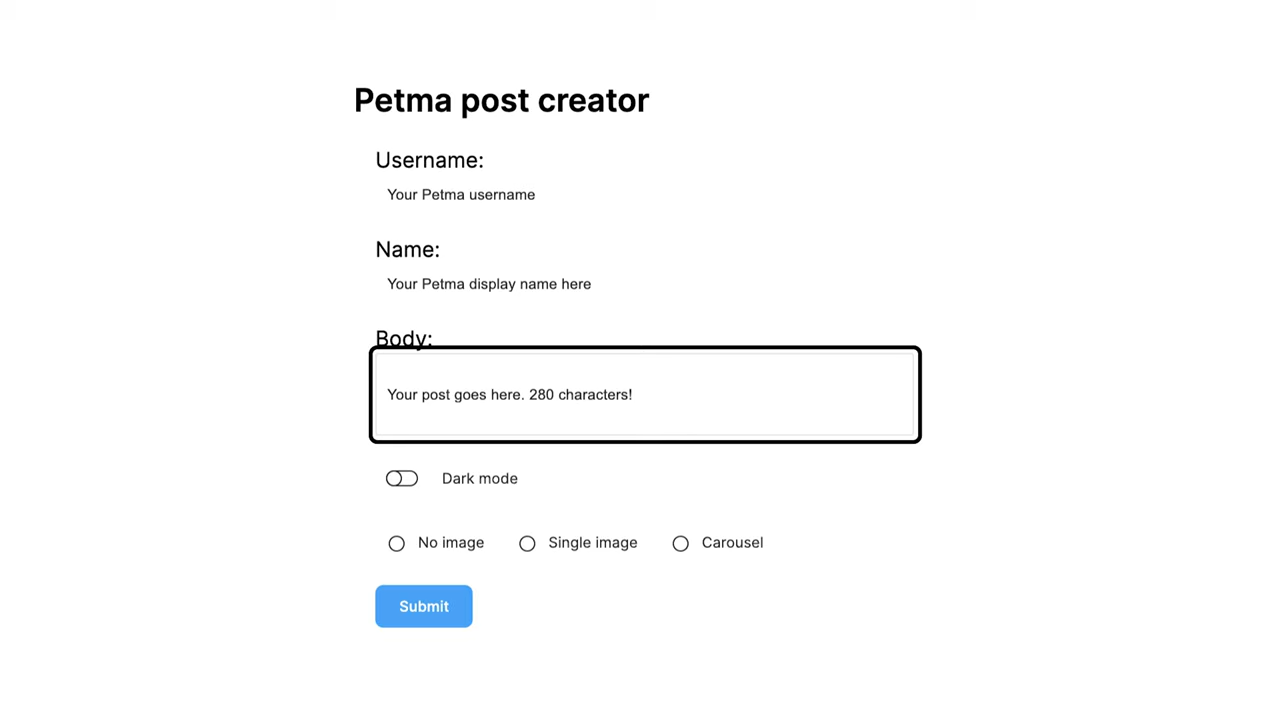 Petma post creator
Username:
Your Petma username
Name:
Your Petma display name here
Body:
Your post goes here. 280 characters!
Dark mode
No image Single image Carousel
Submit